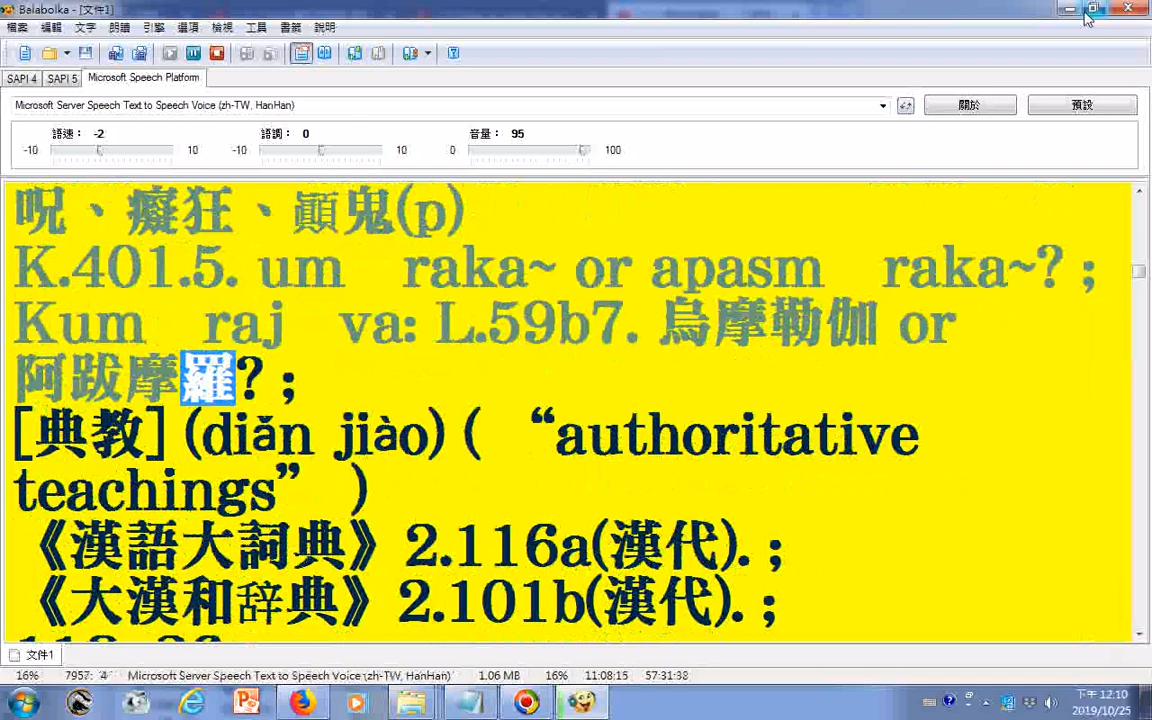 Balabolka - [文件1]
檔案 編輯 文字 朗讀 引擎 選項 檢視 工具 書籤 說明
SAPI 4 SAPI 5 Microsoft Speech Platform
Microsoft Server Speech Text to Speech Voice (zh-TW, HanHan)
關於 預設
語速： -2 語調： 0 音量： 95
-10 10 -10 10 0 100
呪、癡狂、顚鬼(p)
K.401.5. um raka~ or apasm raka~?；
Kum raj va: L.59b7. 烏摩勒伽 or
阿跋摩羅?；
[典教](diǎn jiào)( “authoritative
teachings” )
《漢語大詞典》2.116a(漢代).；
《大漢和辞典》2.101b(漢代).；
文件1
16% 7957: 4 Microsoft Server Speech Text to Speech Voice (zh-TW, HanHan) 1.06 MB 16% 11:08:15 57:31:38
下午 12:10
2019/10/25